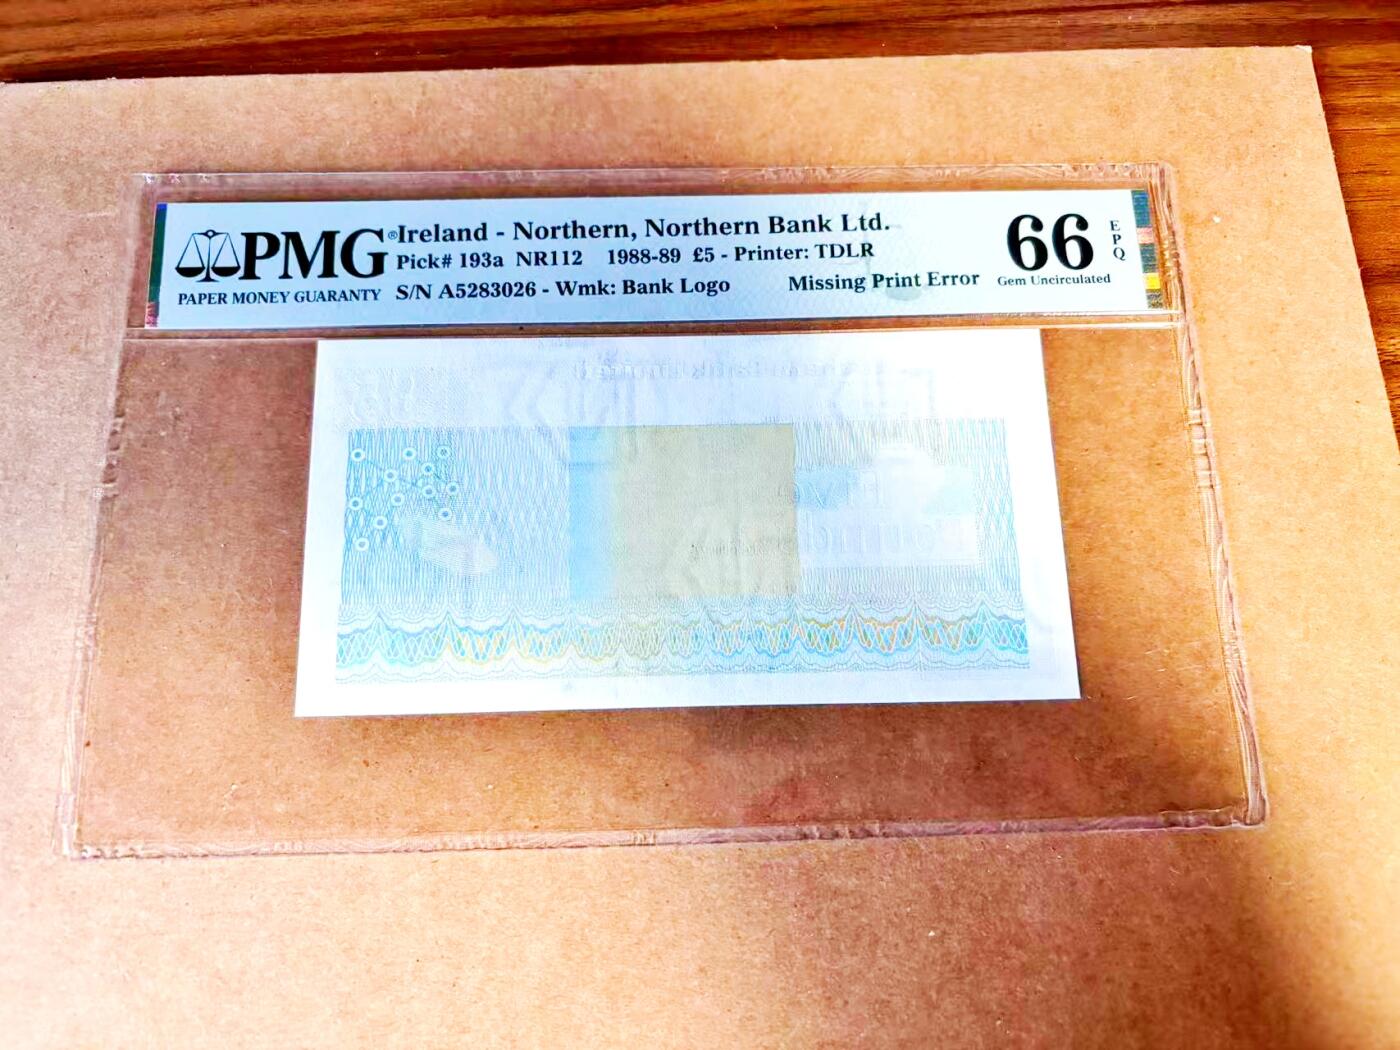 PMG®
PAPER MONEY GUARANTY
Ireland - Northern, Northern Bank Ltd.
Pick# 193a NR112 1988-89 £5 - Printer: TDLR
S/N A5283026 - Wmk: Bank Logo Missing Print Error
66
EPQ
Gem Uncirculated